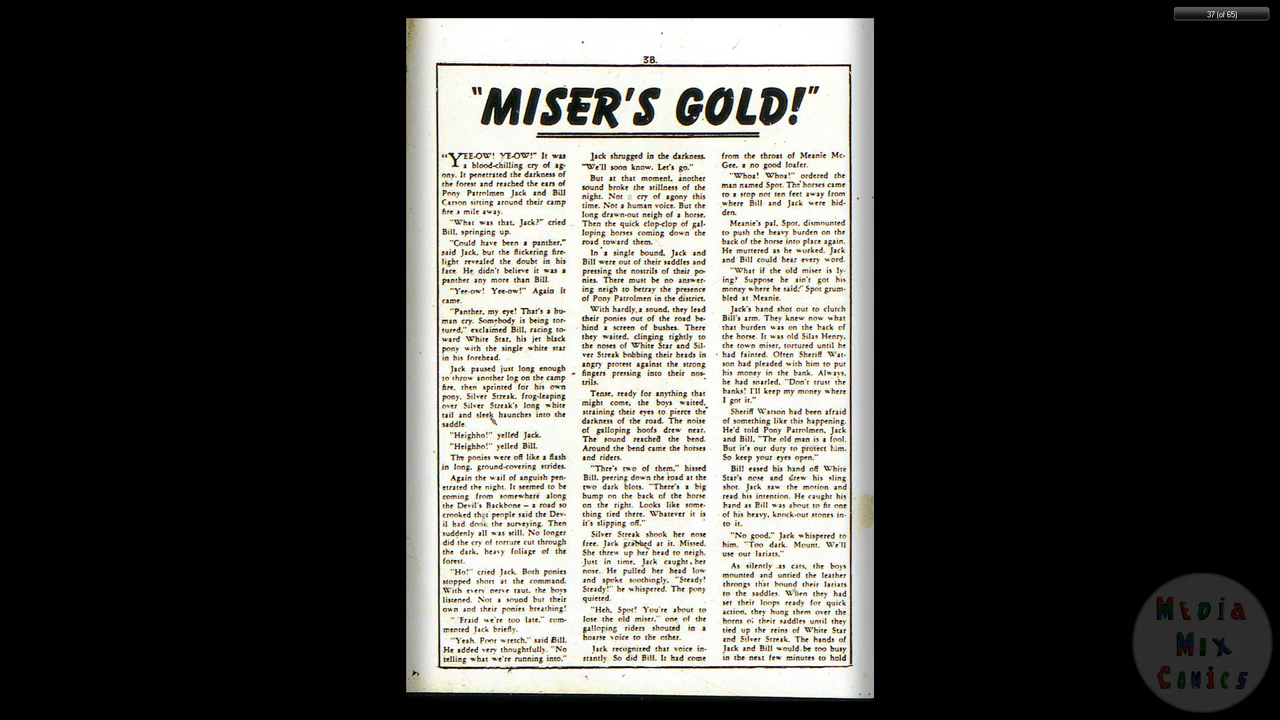 37 (of 65)
38.
"MISER'S GOLD!"
"YEE-OW! YE-OW!" It was
a blood-chilling cry of ag-
ony. It penetrated the darkness of
the forest and reached the ears of
Pony Patrolmen Jack and Bill
Carson sitting around their camp
fire a mile away.
"What was that, Jack?" cried
Bill, springing up.
"Could have been a panther,"
said Jack, but the flickering fire-
light revealed the doubt in his
face. He didn't believe it was a
panther any more than Bill.
"Yee-ow! Yee-ow!" Again it
came.
"Panther, my eye! That's a hu-
man cry. Somebody is being tor-
tured," exclaimed Bill, racing to-
ward White Star, his jet black
pony with the single white star
in his forehead.
Jack paused just long enough
to throw another log on the camp
fire, then sprinted for his own
pony, Silver Streak, frog-leaping
over Silver Streak's long white
tail and sleek haunches into the
saddle.
"Heighho!" yelled Jack.
"Heighho!" yelled Bill.
The ponies were off like a flash
in long, ground-covering strides.
Again the wail of anguish pen-
etrated the night. It seemed to be
coming from somewhere along
the Devil's Backbone — a road so
crooked that people said the Dev-
il had done the surveying. Then
suddenly all was still. No longer
did the cry of torture cut through
the dark, heavy foliage of the
forest.
"Ho!" cried Jack. Both ponies
stopped short at the command.
With every nerve taut, the boys
listened. Not a sound but their
own and their ponies breathing!
"'Fraid we're too late," com-
mented Jack briefly.
"Yeah. Poor wretch," said Bill.
He added very thoughtfully. "No
telling what we're running into."
Jack shrugged in the darkness.
"We'll soon know. Let's go."
But at that moment, another
sound broke the stillness of the
night. Not a cry of agony this
time. Not a human voice. But the
long drawn-out neigh of a horse.
Then the quick clop-clop of gal-
loping horses coming down the
road toward them.
In a single bound, Jack and
Bill were out of their saddles and
pressing the nostrils of their po-
nies. There must be no answer-
ing neigh to betray the presence
of Pony Patrolmen in the district.
With hardly a sound, they lead
their ponies out of the road be-
hind a screen of bushes. There
they waited, clinging tightly to
the noses of White Star and Sil-
ver Streak bobbing their heads in
angry protest against the strong
fingers pressing into their nos-
trils.
Tense, ready for anything that
might come, the boys waited,
straining their eyes to pierce the
darkness of the road. The noise
of galloping hoofs drew near.
The sound reached the bend.
Around the bend came the horses
and riders.
"Thre's two of them," hissed
Bill, peering down the road at the
two dark blots. "There's a big
hump on the back of the horse
on the right. Looks like some-
thing tied there. Whatever it is
it's slipping off."
Silver Streak shook her nose
free. Jack grabbed at it. Missed.
She threw up her head to neigh.
Just in time, Jack caught her
nose. He pulled her head low
and spoke soothingly, "Steady!
Steady!" he whispered. The pony
quieted.
"Heh, Spot! You're about to
lose the old miser," one of the
galloping riders shouted in a
hoarse voice to the other.
Jack recognized that voice in-
stantly. So did Bill. It had come
from the throat of Meanie Mc-
Gee, a no good loafer.
"Whoa! Whoa!" ordered the
man named Spot. The horses came
to a stop not ten feet away from
where Bill and Jack were hid-
den.
Meanie's pal, Spot, dismounted
to push the heavy burden on the
back of the horse into place again.
He muttered as he worked. Jack
and Bill could hear every word.
"What if the old miser is ly-
ing? Suppose he ain't got his
money where he said," Spot grum-
bled at Meanie.
Jack's hand shot out to clutch
Bill's arm. They knew now what
that burden was on the back of
the horse. It was old Silas Henry,
the town miser, tortured until he
had fainted. Often Sheriff Wat-
son had pleaded with him to put
his money in the bank. Always,
he had snarled, "Don't trust the
banks! I'll keep my money where
I got it."
Sheriff Watson had been afraid
of something like this happening.
He'd told Pony Patrolmen, Jack
and Bill, "The old man is a fool.
But it's our duty to protect him.
So keep your eyes open."
Bill eased his hand off White
Star's nose and drew his sling
shot. Jack saw the motion and
read his intention. He caught his
hand as Bill was about to fit one
of his heavy, knock-out stones in-
to it.
"No good," Jack whispered to
him. "Too dark. Mount. We'll
use our lariats."
As silently as cats, the boys
mounted and untied the leather
throngs that bound their lariats
to the saddles. When they had
set their loops ready for quick
action, they hung them over the
horns of their saddles until they
tied up the reins of White Star
and Silver Streak. The hands of
Jack and Bill would be too busy
in the next few minutes to hold
MEDIA
MIX
COMICS